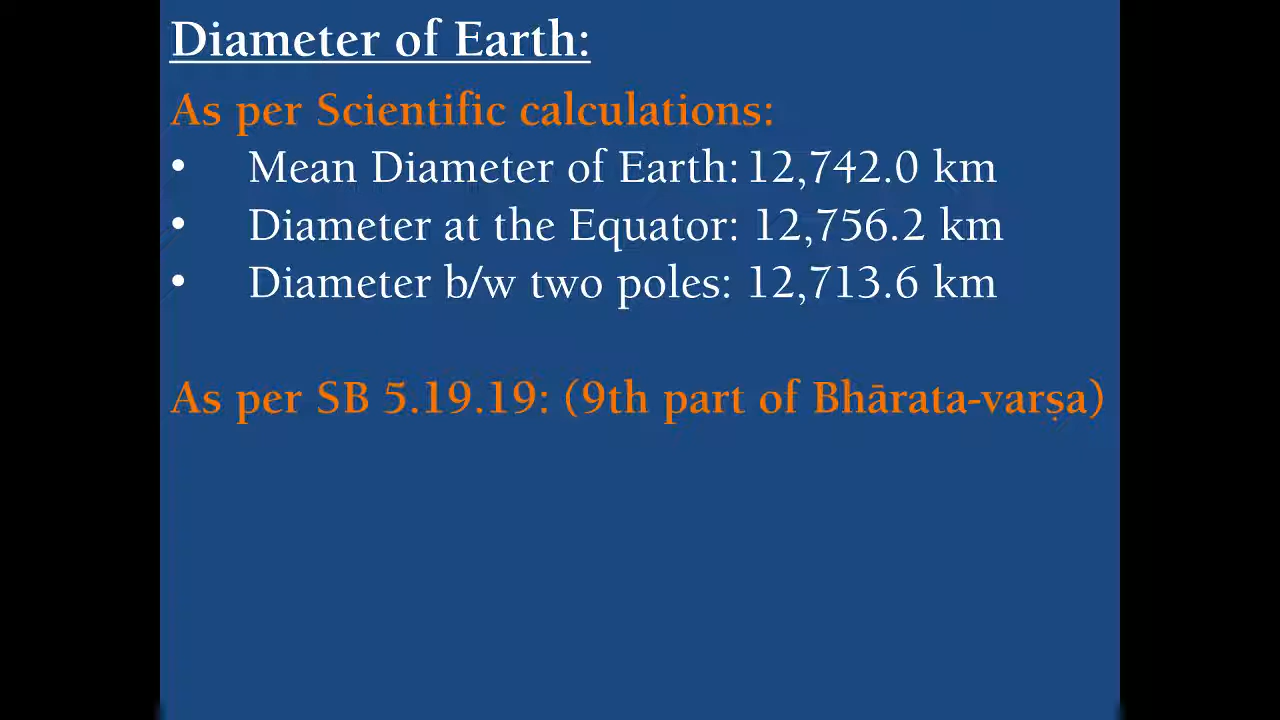 Diameter of Earth:
As per Scientific calculations:
• Mean Diameter of Earth: 12,742.0 km
• Diameter at the Equator: 12,756.2 km
• Diameter b/w two poles: 12,713.6 km
As per SB 5.19.19: (9th part of Bhārata-varṣa)